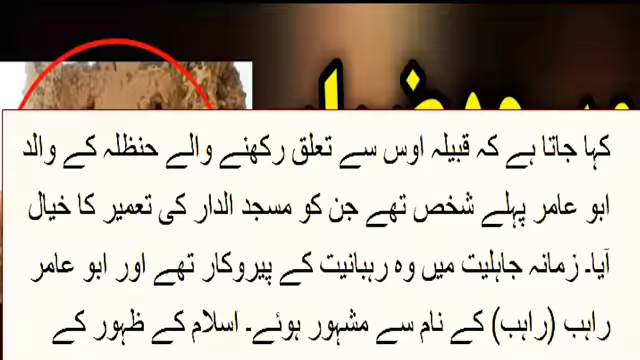 کہا جاتا ہے کہ قبیلہ اوس سے تعلق رکھنے والے حنظلہ کے والد
ابو عامر پہلے شخص تھے جن کو مسجد الدار کی تعمیر کا خیال
آیا۔ زمانہ جاہلیت میں وہ رہبانیت کے پیروکار تھے اور ابو عامر
راہب (راہب) کے نام سے مشہور ہوئے۔ اسلام کے ظہور کے